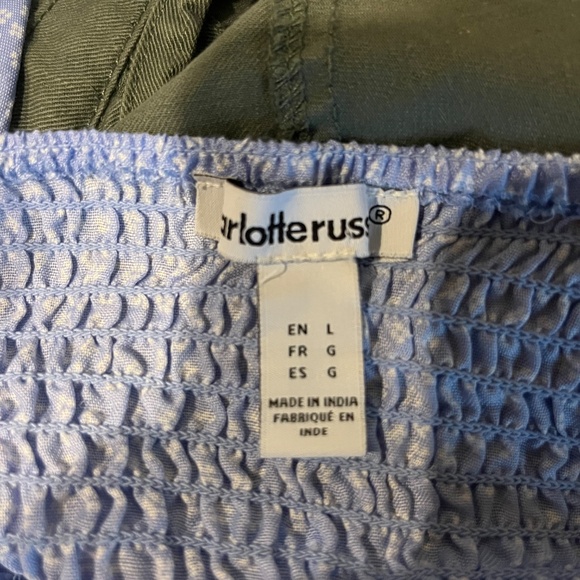 arlotterus®
EN L
FR G
ES G
MADE IN INDIA
FABRIQUÉ EN
INDE